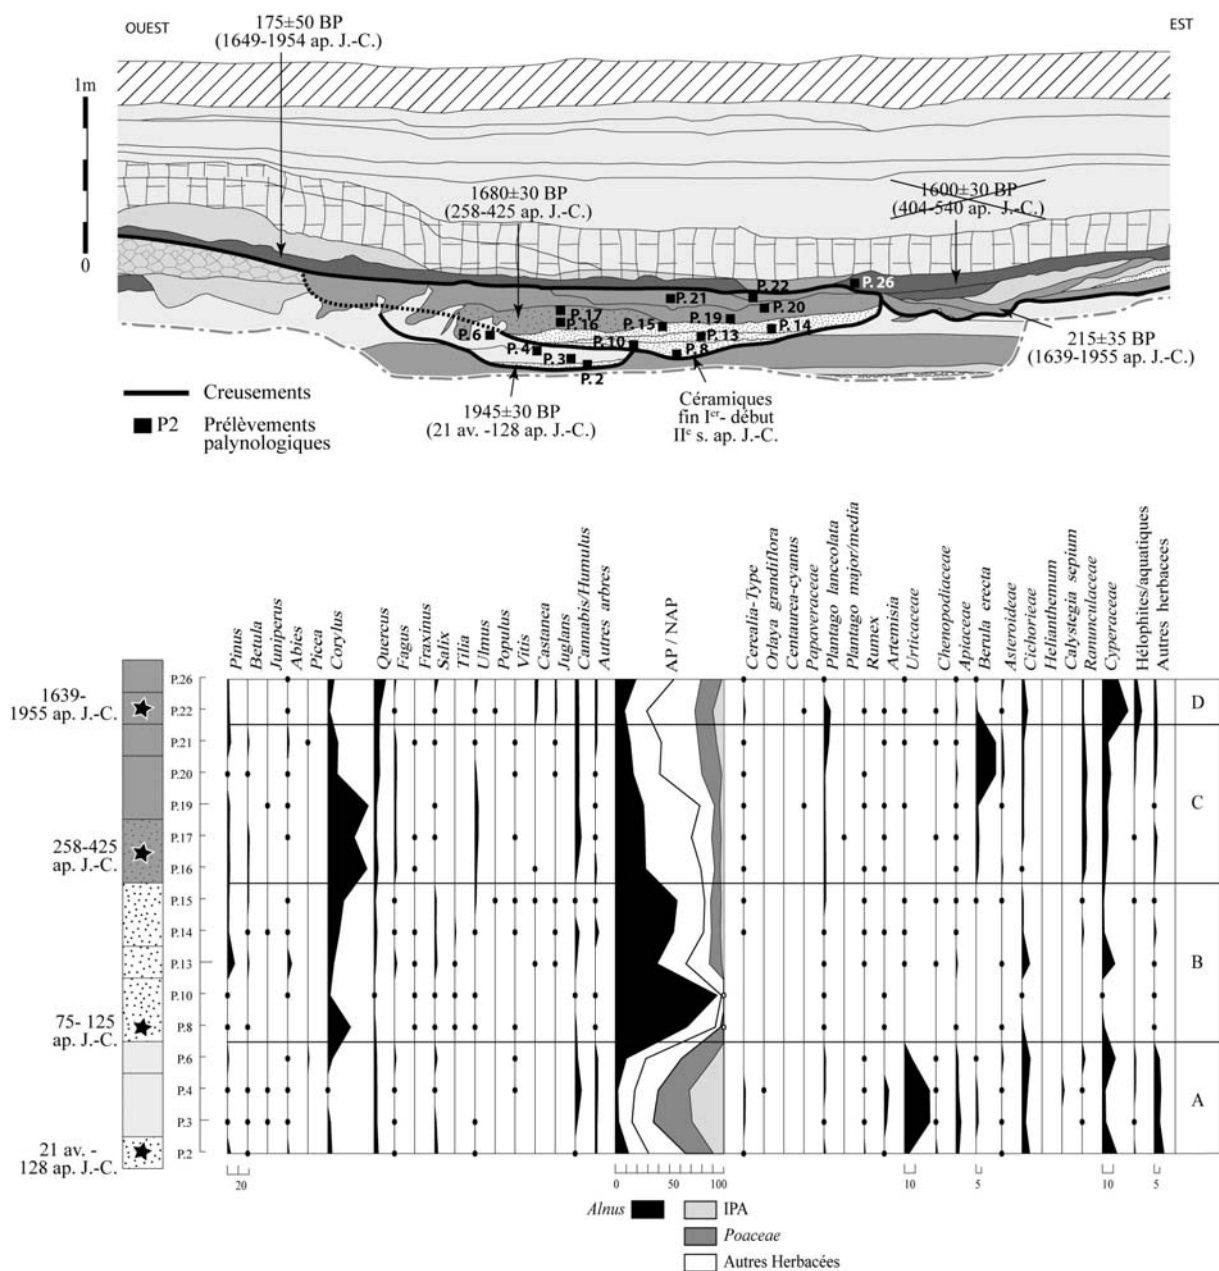 OUEST
EST
175±50 BP
(1649-1954 ap. J.-C.)
1m
0
1680±30 BP
(258-425 ap. J.-C.)
1600±30 BP
(404-540 ap. J.-C.)
P. 26
P. 22
P. 21
P. 20
P. 19
P. 17
P. 16
P. 15
P. 14
P. 13
P. 10
P. 8
P. 6
P. 4
P. 3
P. 2
215±35 BP
(1639-1955 ap. J.-C.)
Creusements
P2 Prélèvements
palynologiques
1945±30 BP
(21 av. -128 ap. J.-C.)
Céramiques
fin Ier- début
IIe s. ap. J.-C.
Pinus
Betula
Juniperus
Abies
Picea
Corylus
Quercus
Fagus
Fraxinus
Salix
Tilia
Ulmus
Populus
Vitis
Castanea
Juglans
Cannabis/Humulus
Autres arbres
AP / NAP
Cerealia-Type
Orlaya grandiflora
Centaurea-cyanus
Papaveraceae
Plantago lanceolata
Plantago major/media
Rumex
Artemisia
Urticaceae
Chenopodiaceae
Apiaceae
Berula erecta
Asteroideae
Cichorieae
Helianthemum
Calystegia sepium
Ranunculaceae
Cyperaceae
Hélophites/aquatiques
Autres herbacées
1639-
1955 ap. J.-C.
258-425
ap. J.-C.
75- 125
ap. J.-C.
21 av. -
128 ap. J.-C.
P.26
P.22
P.21
P.20
P.19
P.17
P.16
P.15
P.14
P.13
P.10
P.8
P.6
P.4
P.3
P.2
D
C
B
A
20
0 50 100
10
5
10
5
Alnus
IPA
Poaceae
Autres Herbacées